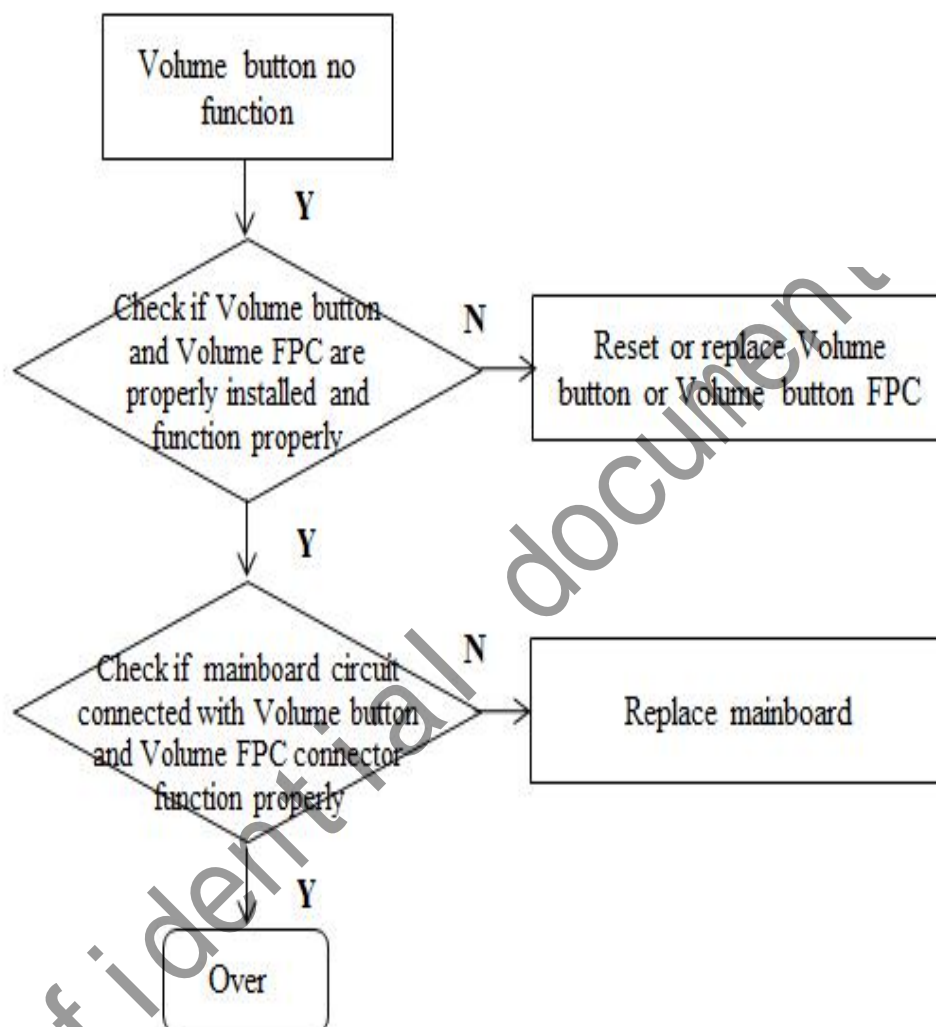 Volume button no
function
Y
Check if Volume button
and Volume FPC are
properly installed and
function properly
N
Reset or replace Volume
button or Volume button FPC
Y
Check if mainboard circuit
connected with Volume button
and Volume FPC connector
function properly
N
Replace mainboard
Y
Over
fidential document